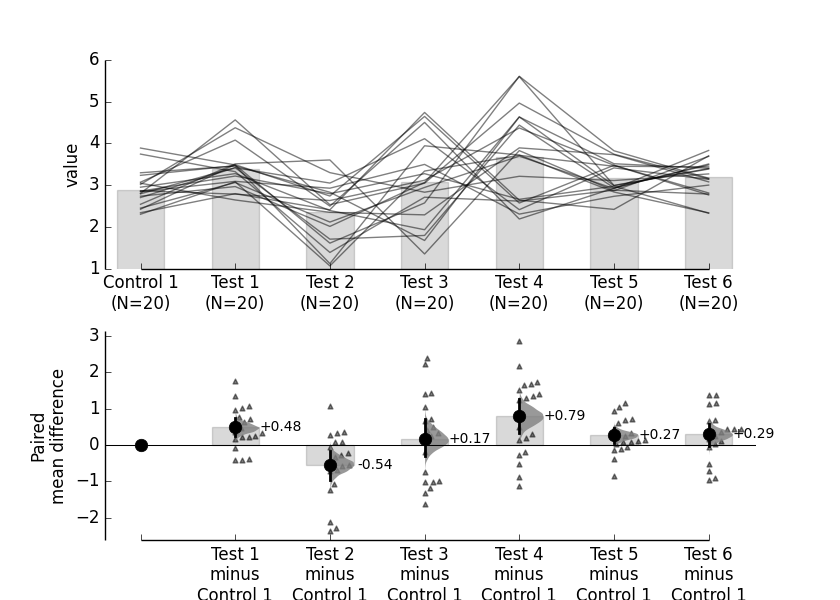 6
5
4
value
3
2
1
Control 1 Test 1 Test 2 Test 3 Test 4 Test 5 Test 6
(N=20) (N=20) (N=20) (N=20) (N=20) (N=20) (N=20)
3
2
1
Paired
mean difference
0
−1
−2
+0.48
-0.54
+0.17
+0.79
+0.27
+0.29
Test 1 Test 2 Test 3 Test 4 Test 5 Test 6
minus minus minus minus minus minus
Control 1 Control 1 Control 1 Control 1 Control 1 Control 1